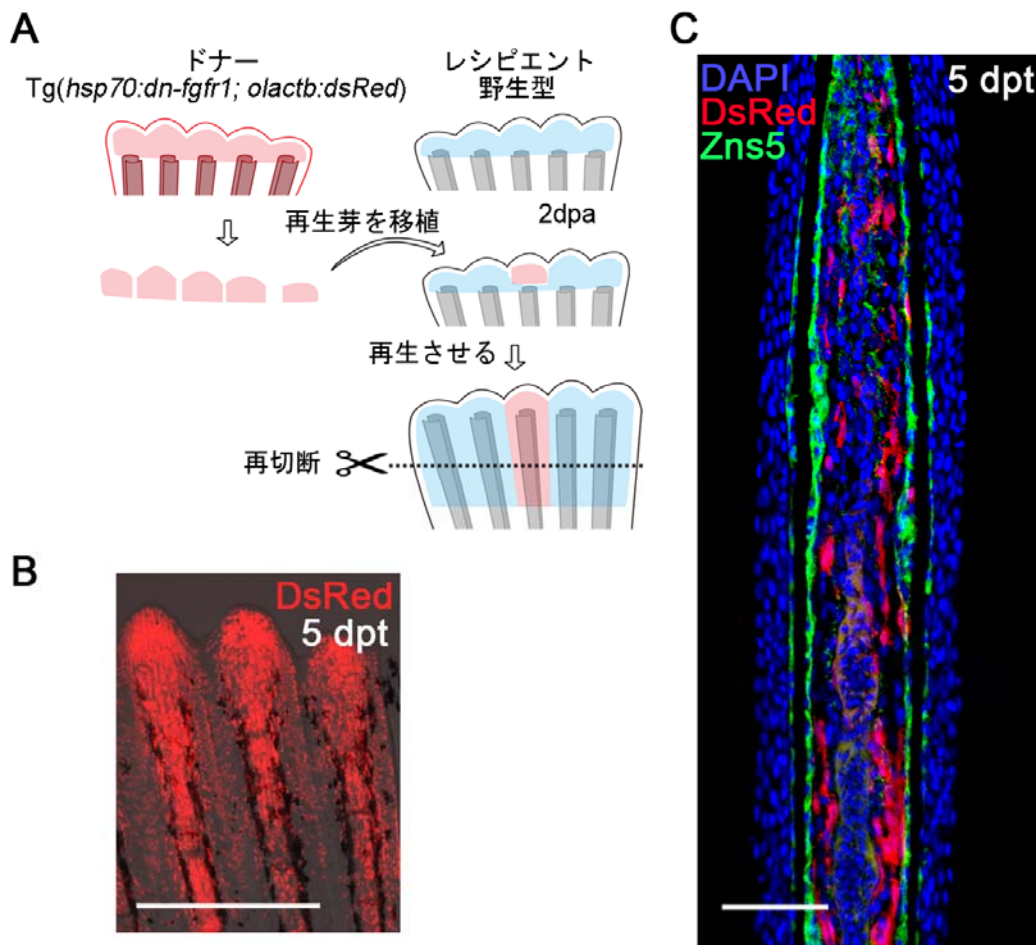 A
ドナー
Tg(hsp70:dn-fgfr1; olactb:dsRed)
レシピエント
野生型
2dpa
再生芽を移植
再生させる
再切断
B
DsRed
5 dpt
C
DAPI
DsRed
Zns5
5 dpt